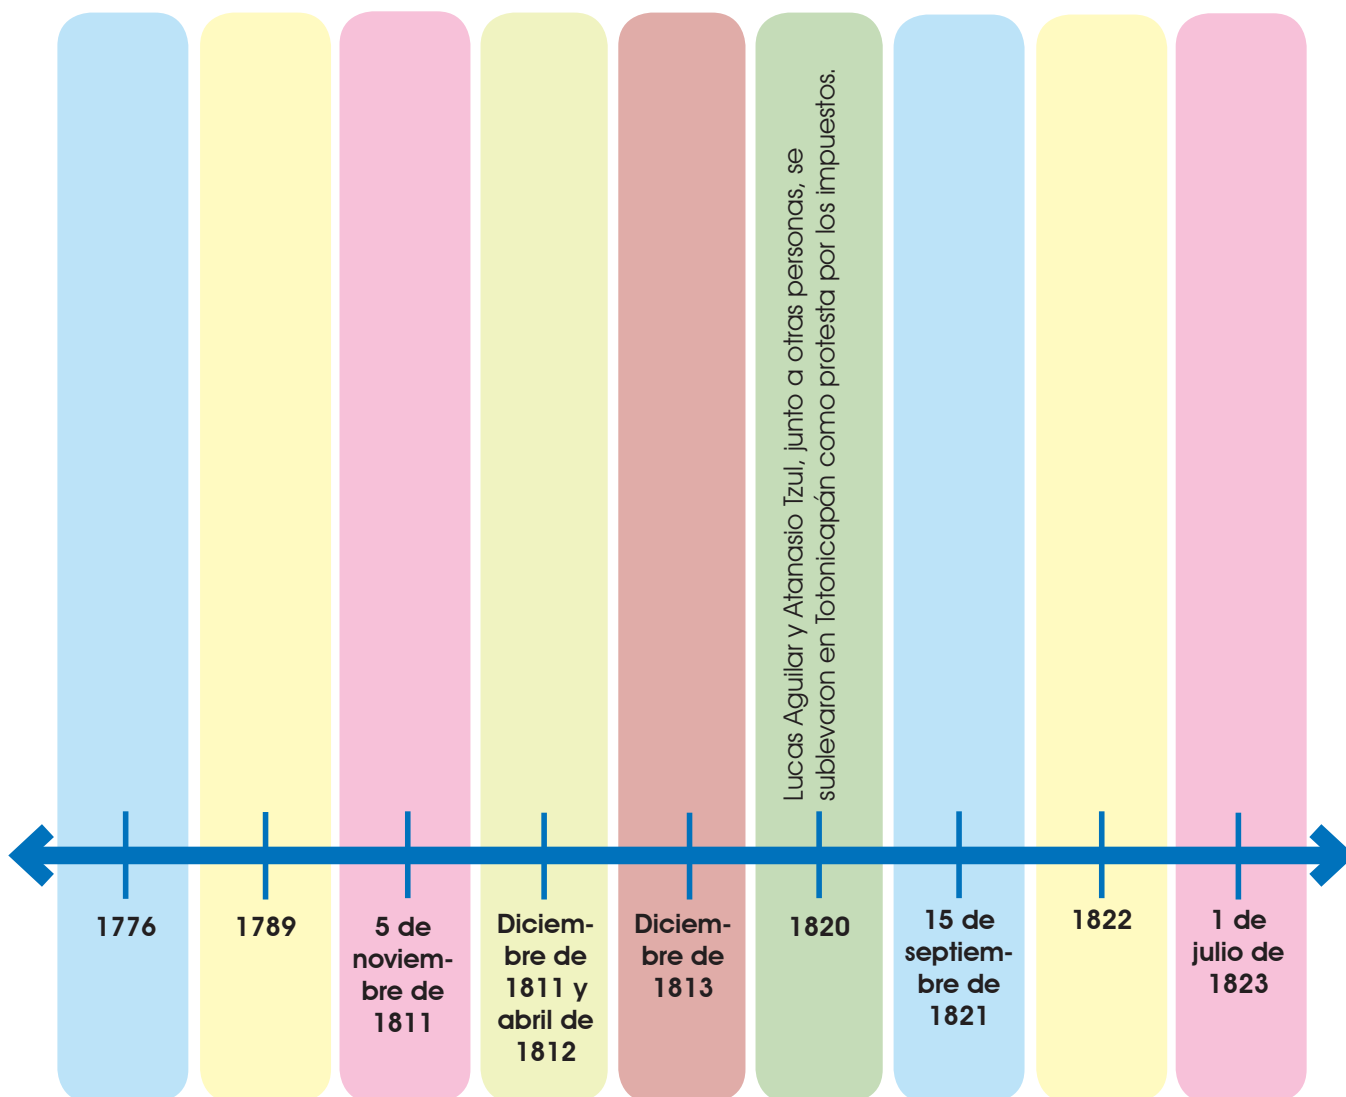 Lucas Aguilar y Atanasio Tzul, junto a otras personas, se
sublevaron en Totonicapán como protesta por los impuestos.
1776
1789
5 de
noviem-
bre de
1811
Diciem-
bre de
1811 y
abril de
1812
Diciem-
bre de
1813
1820
15 de
septiem-
bre de
1821
1822
1 de
julio de
1823